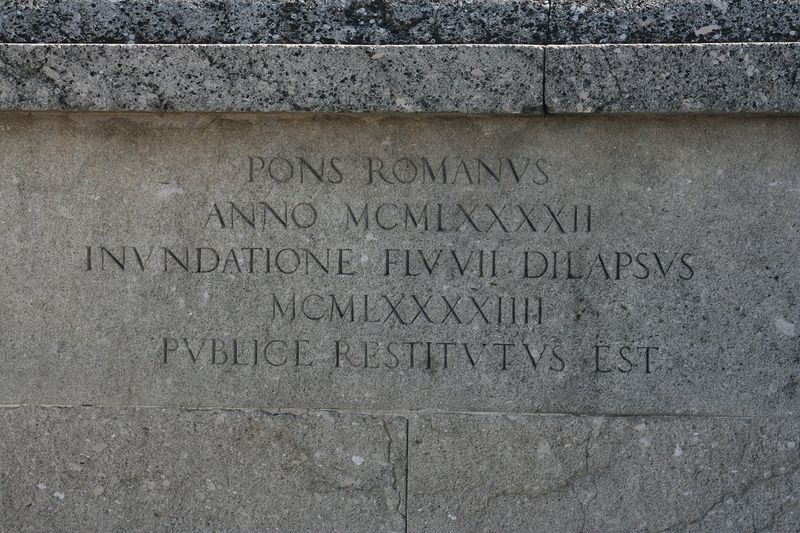 PONS ROMANVS
ANNO MCMLXXXXII
INVNDATIONE FLVVII DILAPSVS
MCMLXXXXIIII
PVBLICE RESTITVTVS EST